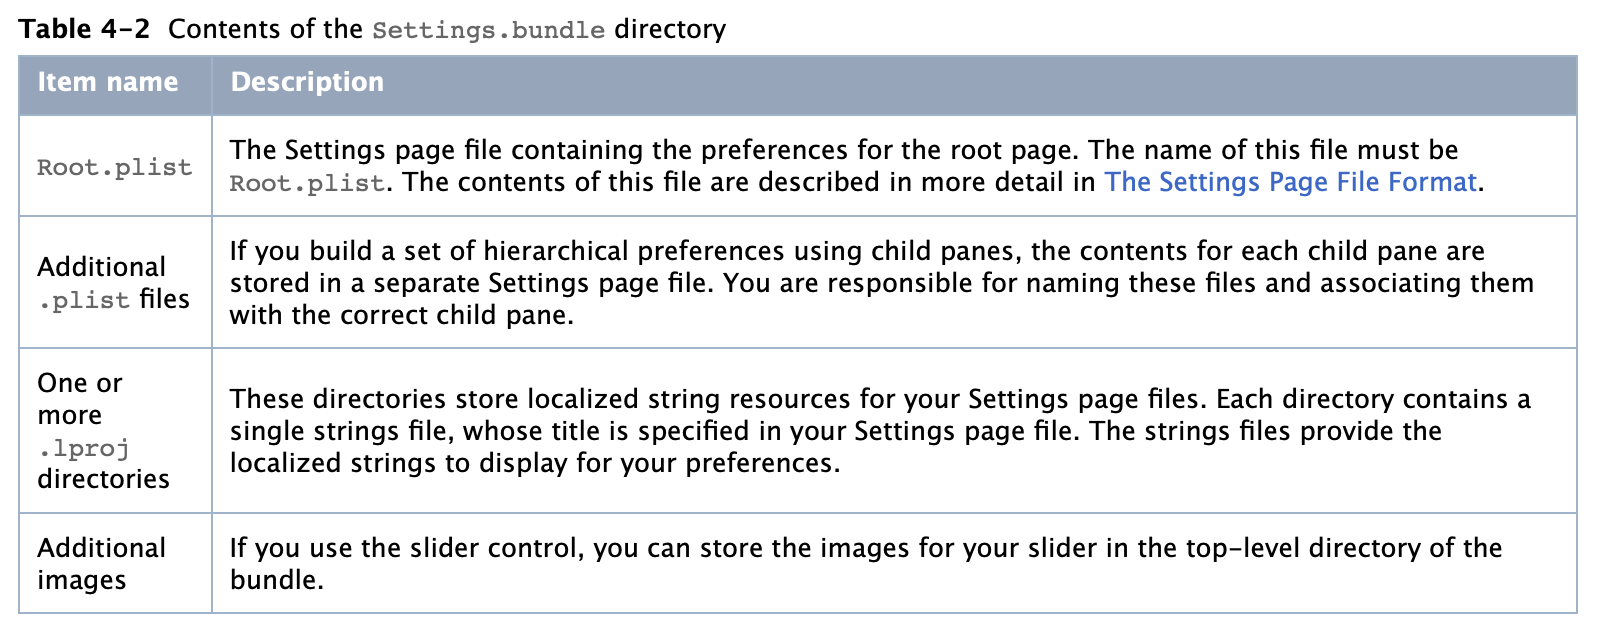 Table 4-2 Contents of the Settings.bundle directory
Item name
Description
Root.plist
The Settings page file containing the preferences for the root page. The name of this file must be
Root.plist. The contents of this file are described in more detail in The Settings Page File Format.
Additional
.plist files
If you build a set of hierarchical preferences using child panes, the contents for each child pane are
stored in a separate Settings page file. You are responsible for naming these files and associating them
with the correct child pane.
One or
more
.lproj
directories
These directories store localized string resources for your Settings page files. Each directory contains a
single strings file, whose title is specified in your Settings page file. The strings files provide the
localized strings to display for your preferences.
Additional
images
If you use the slider control, you can store the images for your slider in the top-level directory of the
bundle.